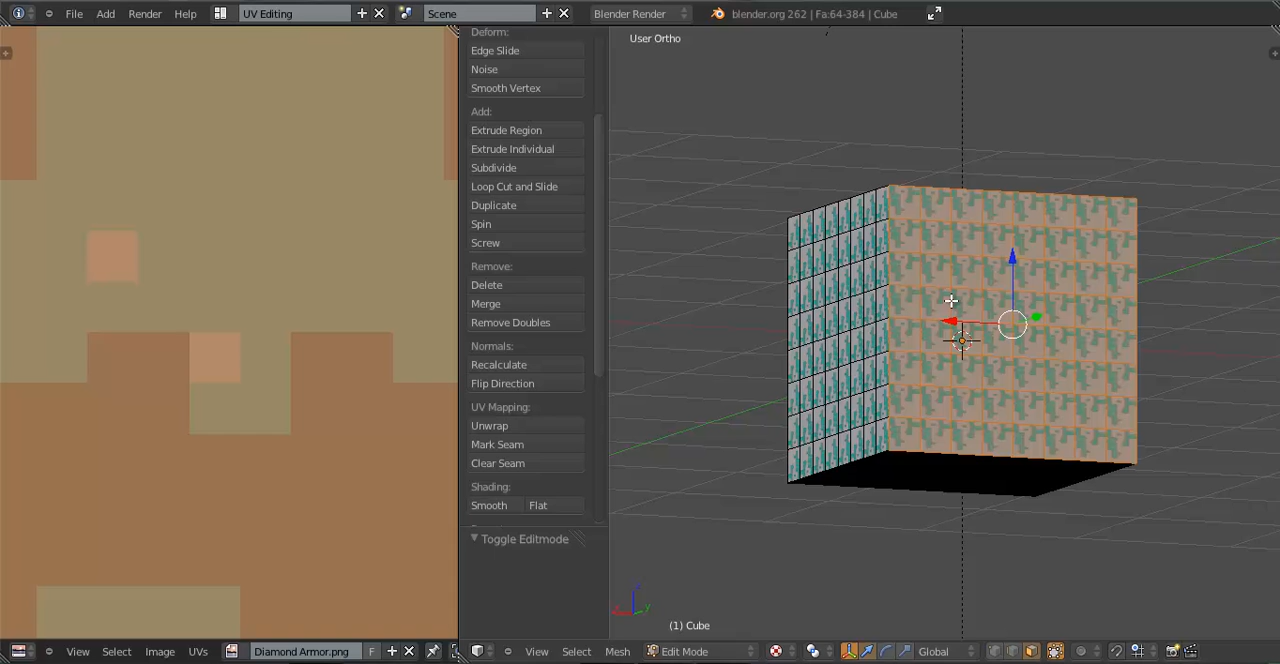 File Add Render Help UV Editing Scene Blender Render blender.org 262 | Fa:64-384 | Cube
Deform:
Edge Slide
Noise
Smooth Vertex
Add:
Extrude Region
Extrude Individual
Subdivide
Loop Cut and Slide
Duplicate
Spin
Screw
Remove:
Delete
Merge
Remove Doubles
Normals:
Recalculate
Flip Direction
UV Mapping:
Unwrap
Mark Seam
Clear Seam
Shading:
Smooth Flat
Toggle Editmode
User Ortho
(1) Cube
View Select Image UVs Diamond Armor.png F View Select Mesh Edit Mode Global